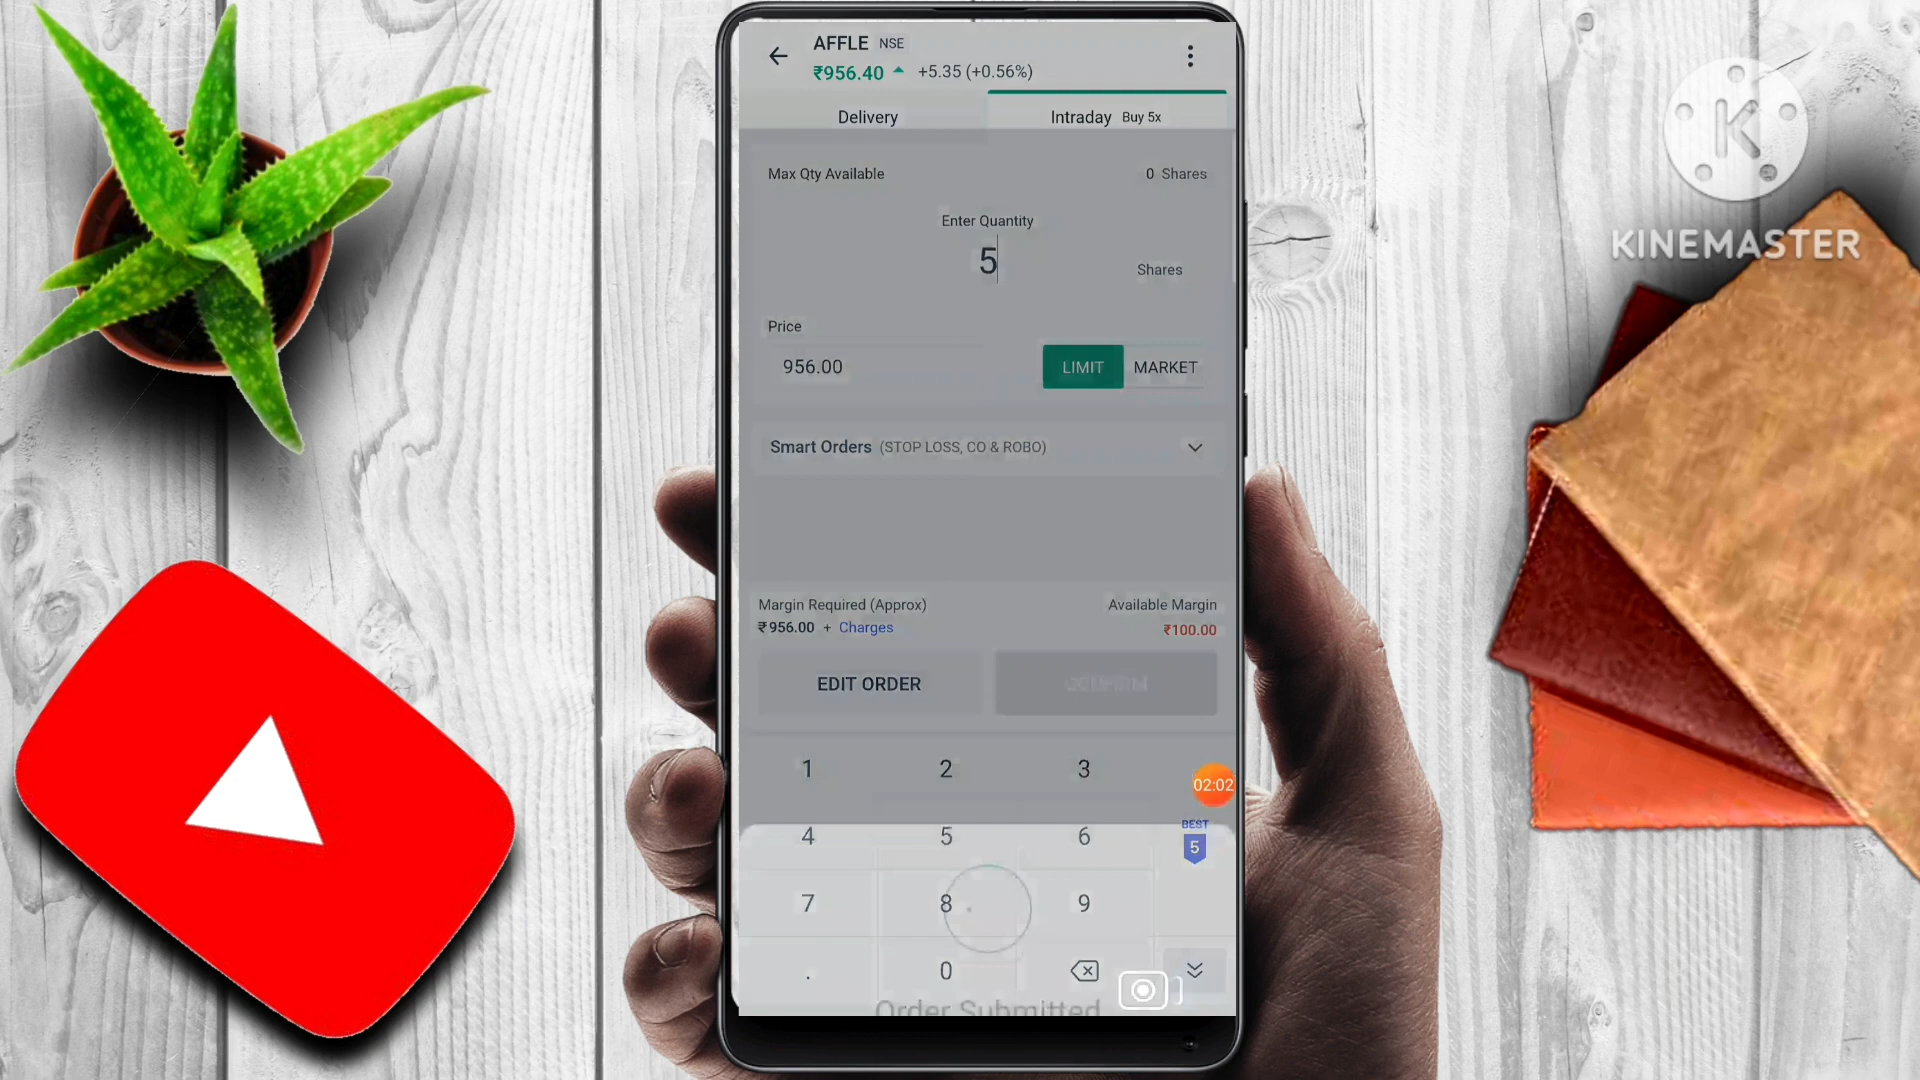 AFFLE NSE
₹956.40 +5.35 (+0.56%)
Delivery
Intraday Buy 5x
Max Qty Available
0 Shares
Enter Quantity
5
Shares
Price
956.00
LIMIT
MARKET
Smart Orders (STOP LOSS, CO & ROBO)
Margin Required (Approx)
₹956.00 + Charges
Available Margin
₹100.00
EDIT ORDER
CONFIRM
1 2 3
02:02
4 5 6
BEST
5
7 8 9
. 0
Order Submitted
K
KINEMASTER